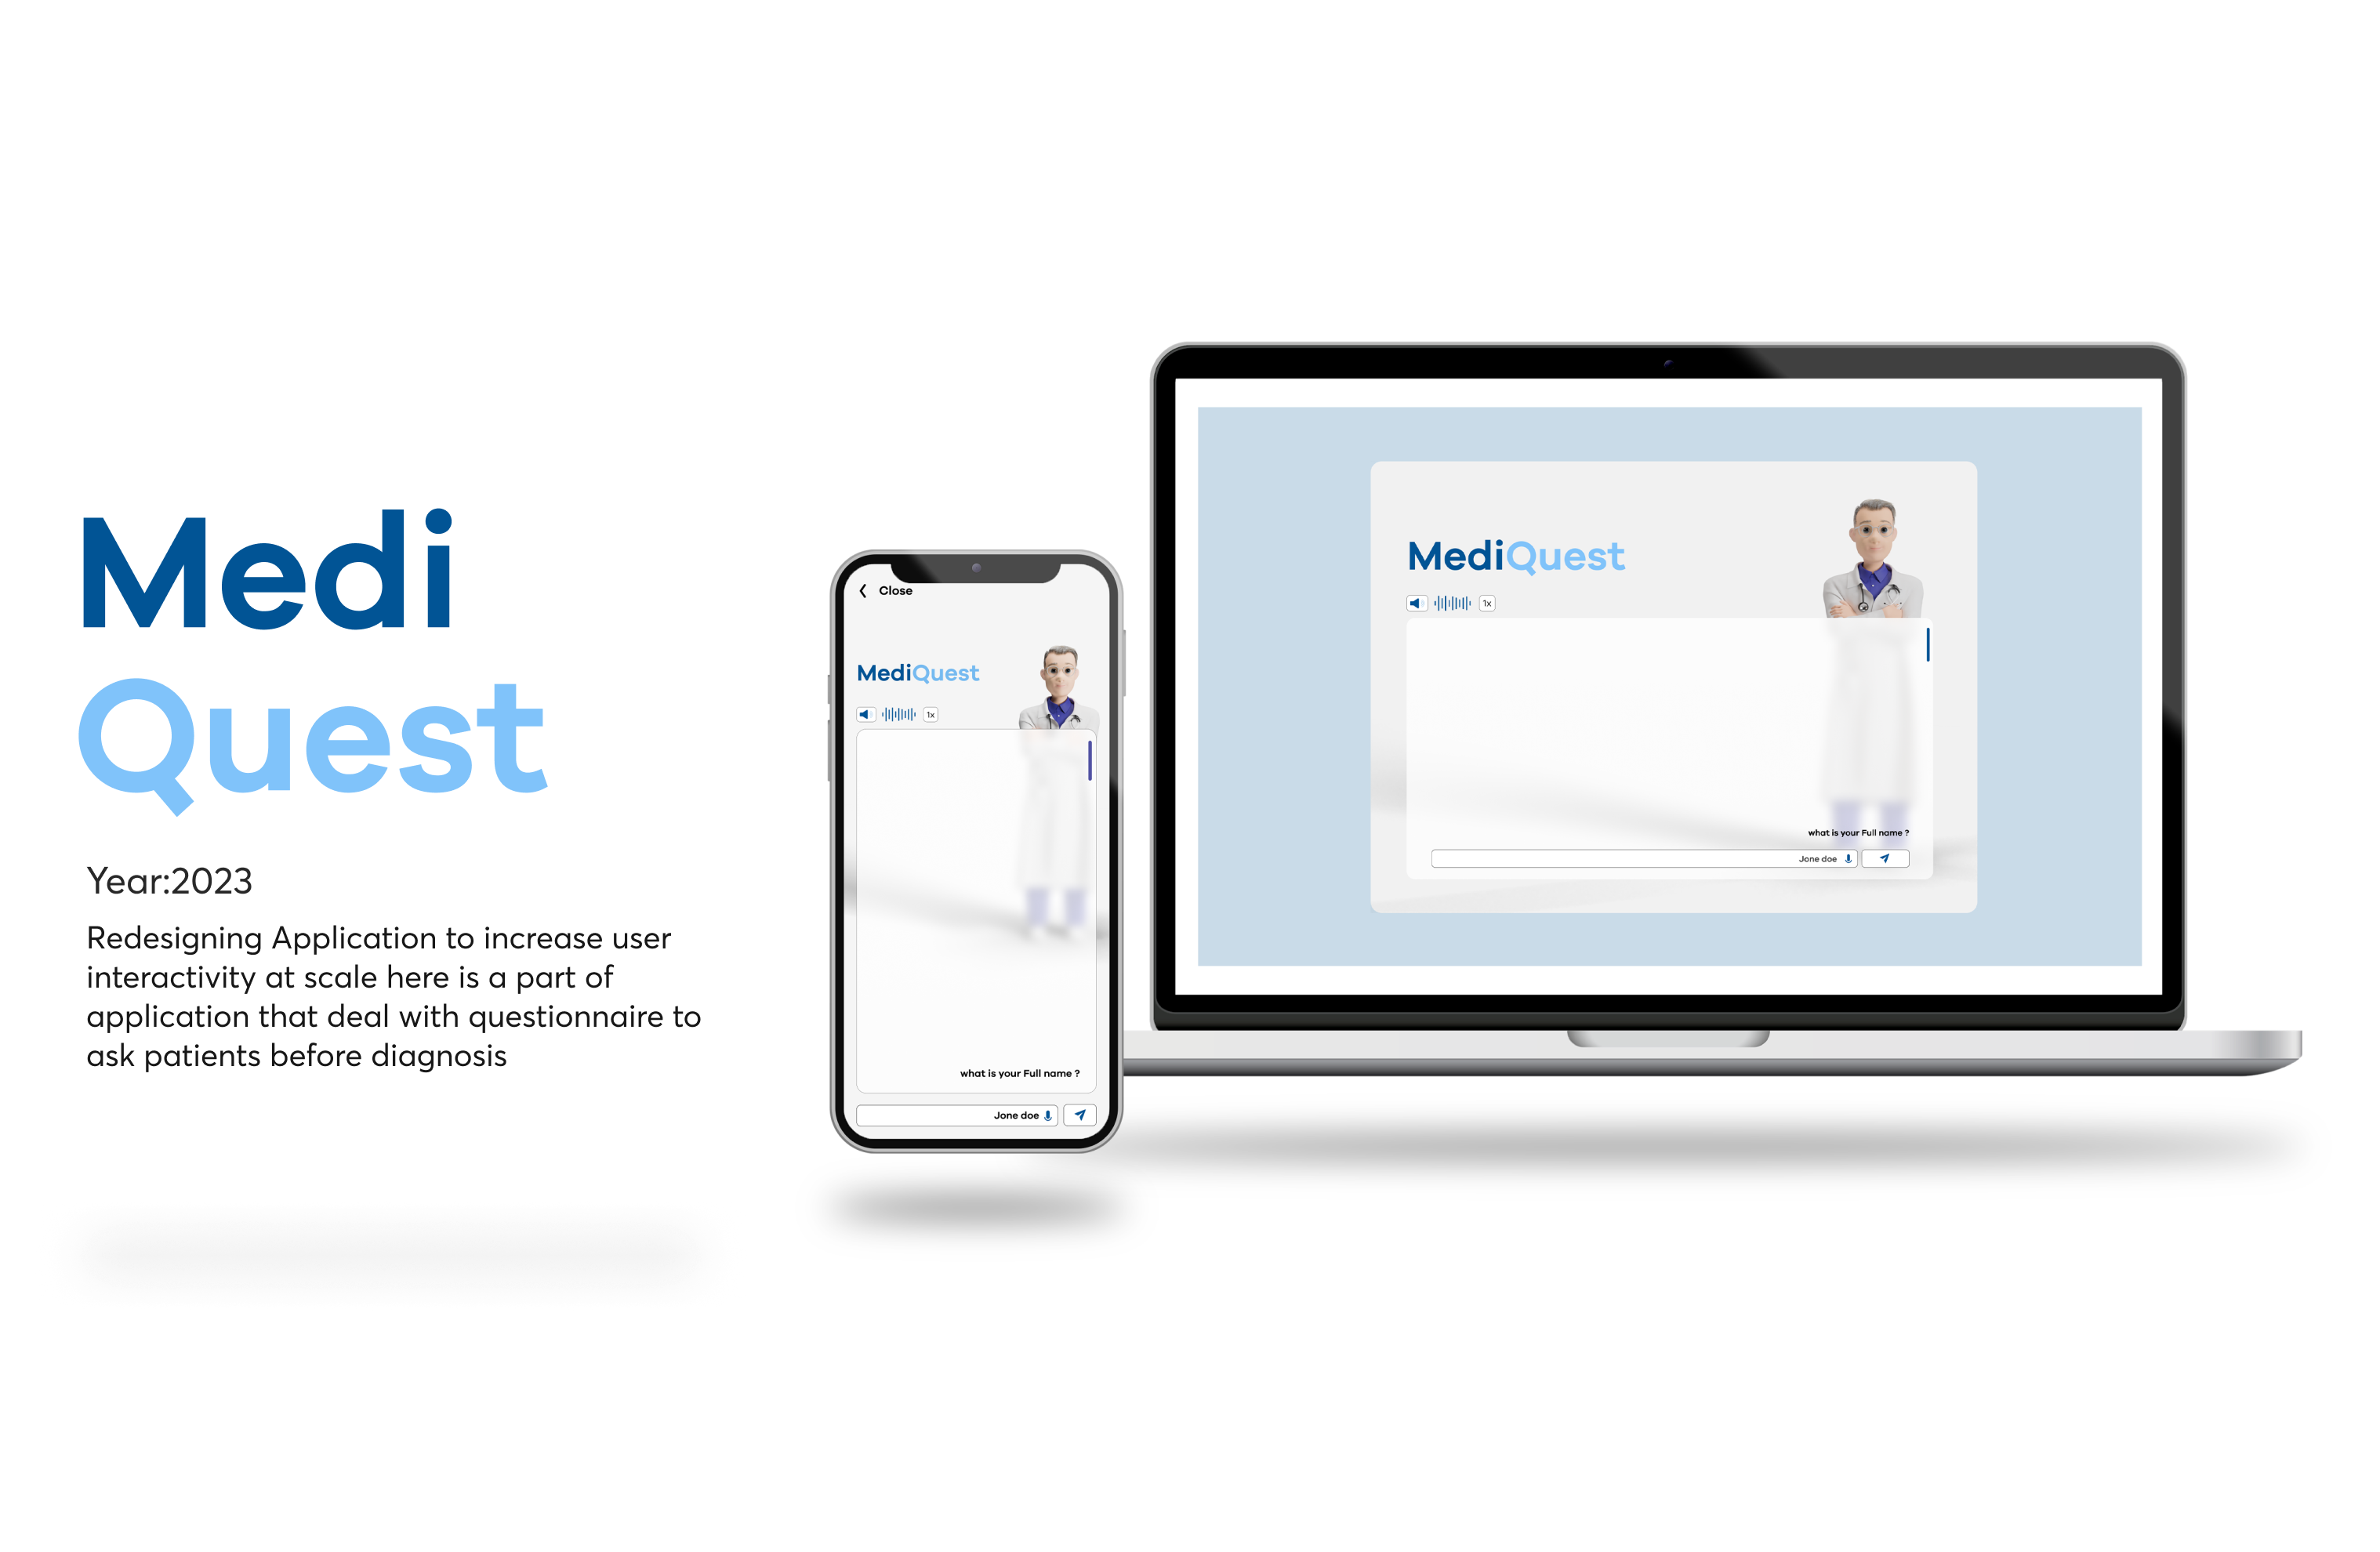 Medi
Quest
Year:2023
Redesigning Application to increase user
interactivity at scale here is a part of
application that deal with questionnaire to
ask patients before diagnosis
Close
MediQuest
1x
what is your Full name ?
Jone doe
MediQuest
1x
what is your Full name ?
Jone doe